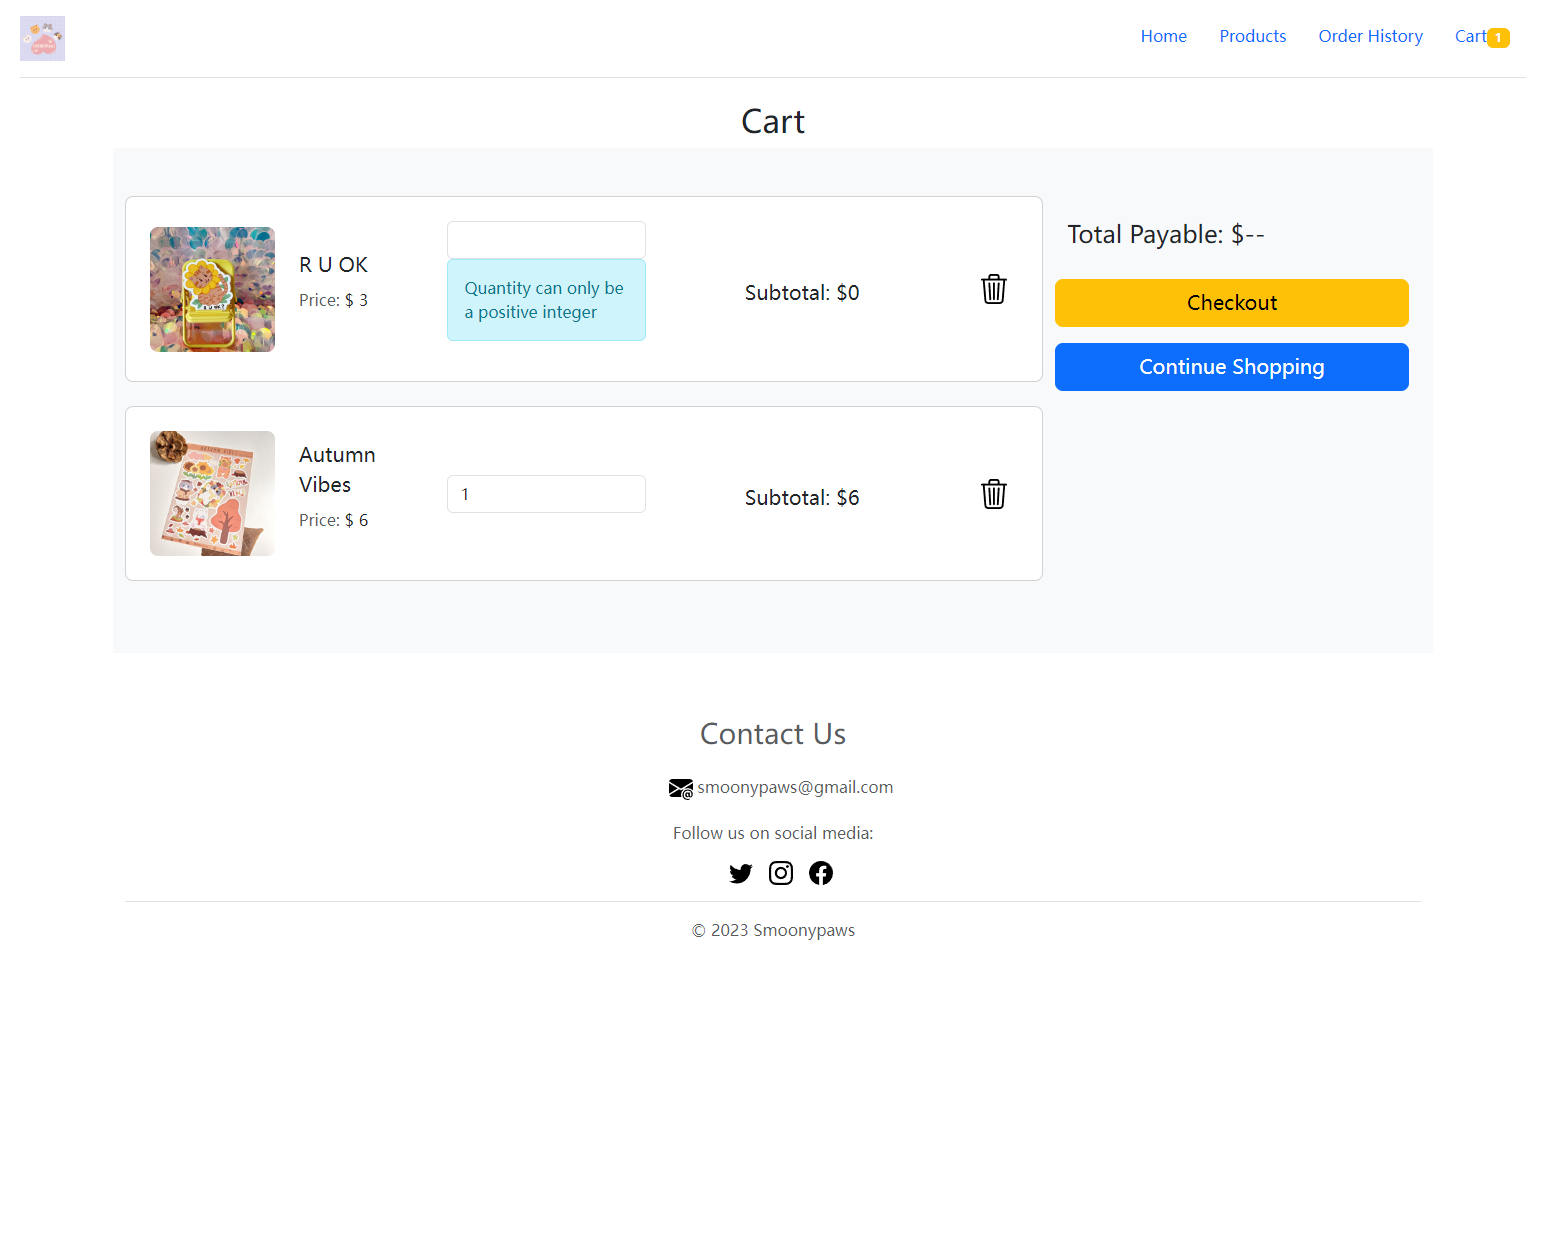 Home Products Order History Cart 1
Cart
R U OK
Price: $ 3
Quantity can only be
a positive integer
Subtotal: $0
Total Payable: $--
Checkout
Continue Shopping
Autumn
Vibes
Price: $ 6
1
Subtotal: $6
Contact Us
smoonypaws@gmail.com
Follow us on social media:
© 2023 Smoonypaws